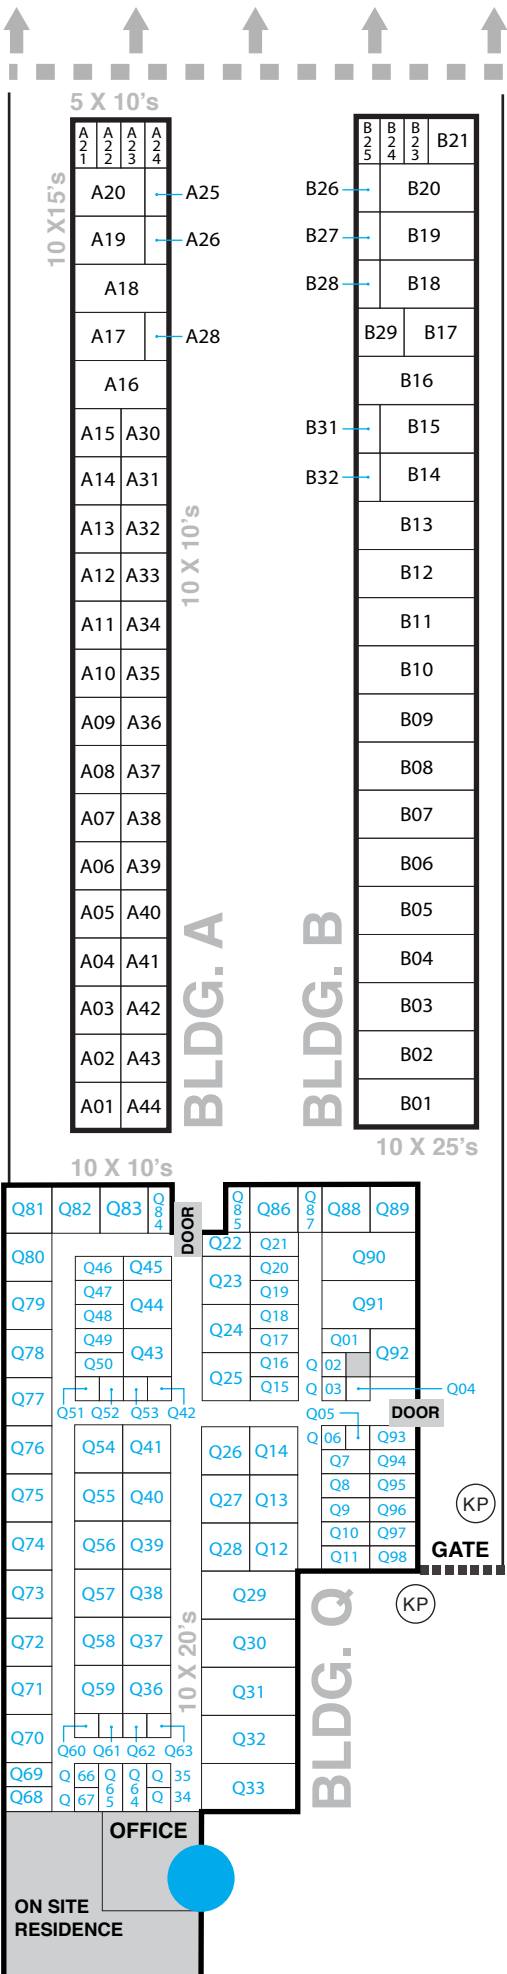 5 X 10's
A21 A22 A23 A24
B25 B24 B23 B21
10 X15's
A20 A25
B26 B20
A19 A26
B27 B19
A18
B28 B18
A17 A28
B29 B17
A16
B16
A15 A30
B31 B15
A14 A31
B32 B14
10 X 10's
A13 A32
B13
A12 A33
B12
A11 A34
B11
A10 A35
B10
A09 A36
B09
A08 A37
B08
A07 A38
B07
A06 A39
B06
A05 A40
B05
A04 A41
B04
A03 A42
B03
A02 A43
B02
A01 A44
B01
BLDG. A
BLDG. B
10 X 25's
10 X 10's
Q81 Q82 Q83 Q84
DOOR
Q85 Q86 Q87 Q88 Q89
Q80
Q22 Q21
Q90
Q46 Q45
Q23 Q20
Q79
Q47 Q44
Q19
Q91
Q48
Q24 Q18
Q78
Q49 Q43
Q17
Q01 Q92
Q50
Q25 Q16
Q 02
Q77
Q15
Q 03 Q04
Q51 Q52 Q53 Q42
Q05
DOOR
Q76 Q54 Q41
Q26 Q14
Q 06 Q93
Q7 Q94
Q75 Q55 Q40
Q27 Q13
Q8 Q95
Q9 Q96
KP
Q74 Q56 Q39
Q28 Q12
Q10 Q97
Q11 Q98
GATE
Q73 Q57 Q38
Q29
KP
Q72 Q58 Q37
10 X 20's
Q30
BLDG. Q
Q71 Q59 Q36
Q31
Q70
Q32
Q60 Q61 Q62 Q63
Q69 Q 66 Q65 Q64 Q 35
Q33
Q68 Q 67 Q 34
OFFICE
ON SITE
RESIDENCE